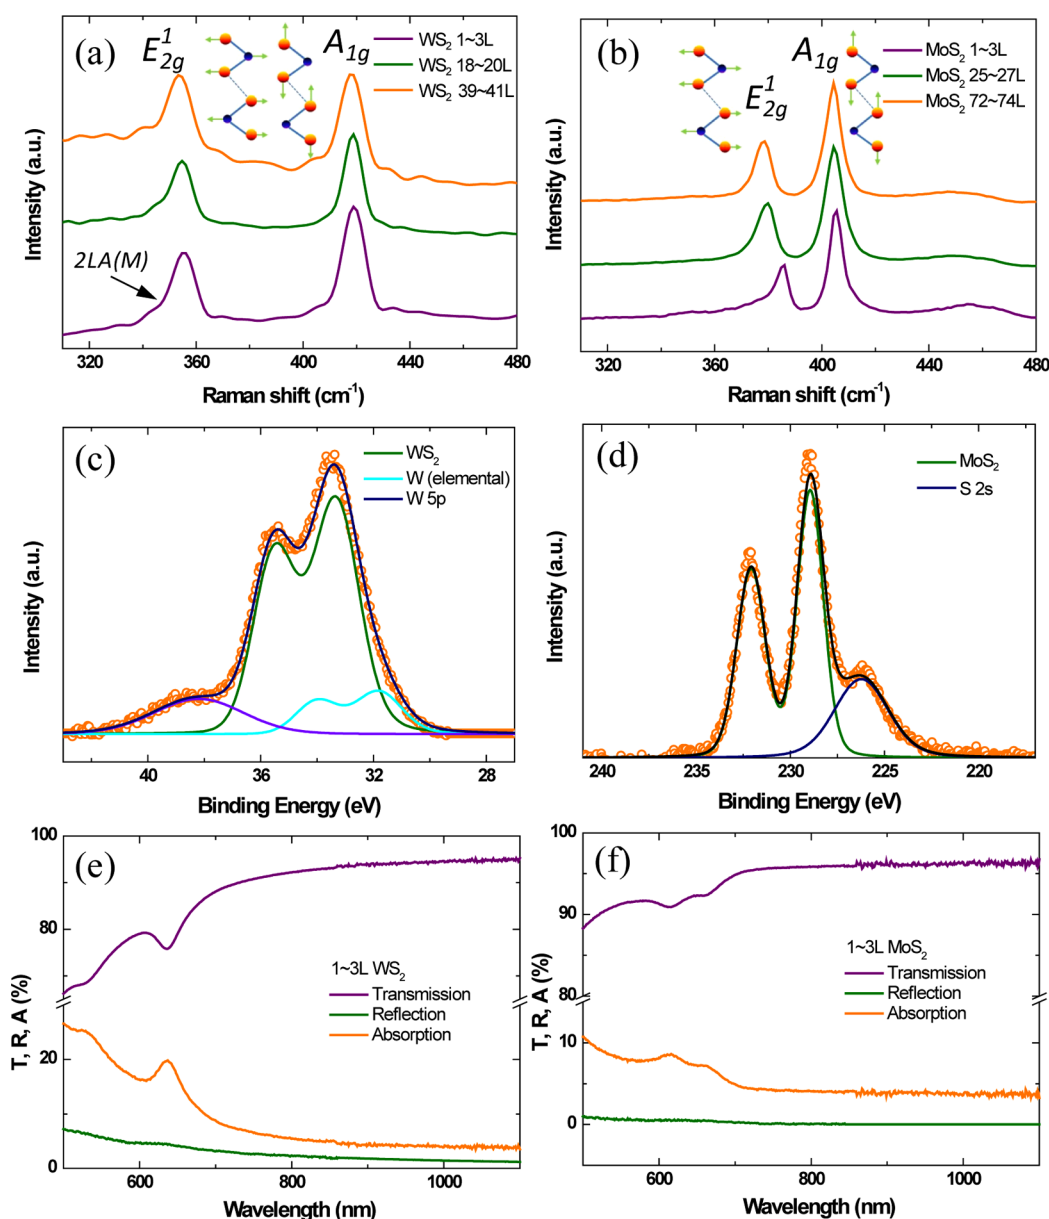 (a)
E¹2g
A1g
WS₂ 1~3L
WS₂ 18~20L
WS₂ 39~41L
2LA(M)
Intensity (a.u.)
320 360 400 440 480
Raman shift (cm⁻¹)
(b)
E¹2g
A1g
MoS₂ 1~3L
MoS₂ 25~27L
MoS₂ 72~74L
Intensity (a.u.)
320 360 400 440 480
Raman shift (cm⁻¹)
(c)
WS₂
W (elemental)
W 5p
Intensity (a.u.)
40 36 32 28
Binding Energy (eV)
(d)
MoS₂
S 2s
Intensity (a.u.)
240 235 230 225 220
Binding Energy (eV)
(e)
100
80
20
0
T, R, A (%)
1~3L WS₂
Transmission
Reflection
Absorption
600 800 1000
Wavelength (nm)
(f)
100
90
80
10
0
T, R, A (%)
1~3L MoS₂
Transmission
Reflection
Absorption
600 800 1000
Wavelength (nm)